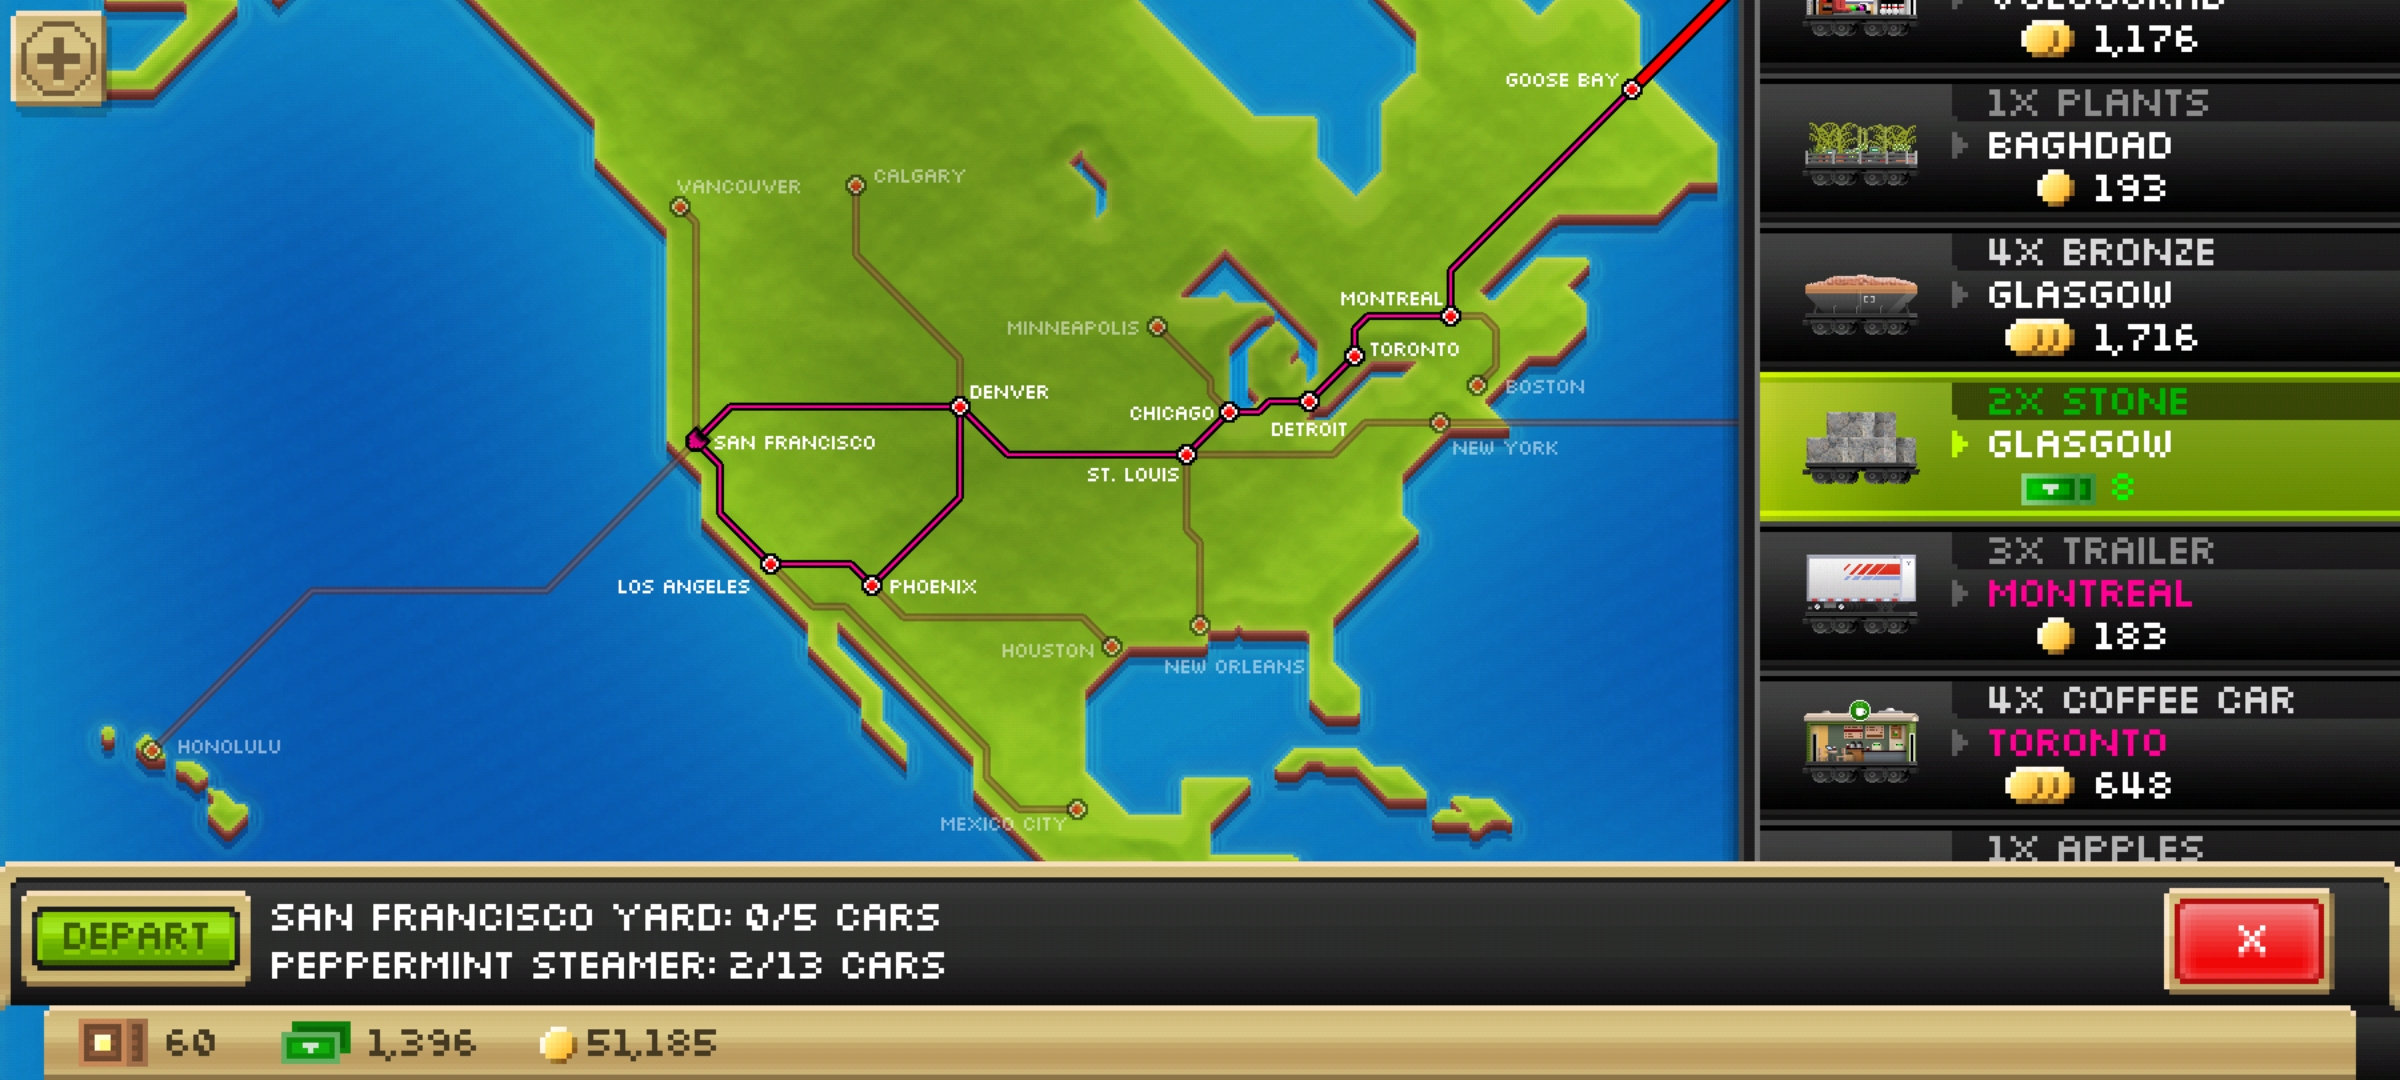 VOLGOGRAD
1,176
GOOSE BAY
1X PLANTS
BAGHDAD
193
VANCOUVER
CALGARY
4X BRONZE
GLASGOW
1,716
MONTREAL
MINNEAPOLIS
TORONTO
BOSTON
DENVER
CHICAGO
DETROIT
SAN FRANCISCO
NEW YORK
ST. LOUIS
2X STONE
GLASGOW
8
LOS ANGELES
PHOENIX
3X TRAILER
MONTREAL
183
HOUSTON
NEW ORLEANS
4X COFFEE CAR
TORONTO
648
HONOLULU
MEXICO CITY
1X APPLES
DEPART
SAN FRANCISCO YARD: 0/5 CARS
PEPPERMINT STEAMER: 2/13 CARS
X
60
1,396
51,185